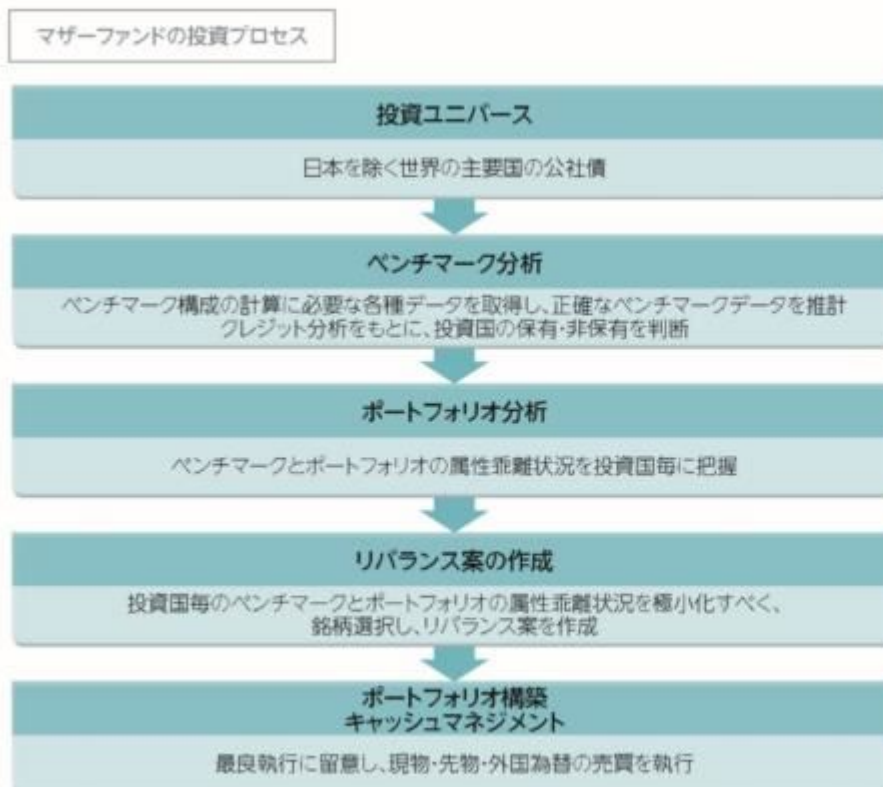 マザーファンドの投資プロセス
投資ユニバース
日本を除く世界の主要国の公社債
ベンチマーク分析
ベンチマーク構成の計算に必要な各種データを取得し、正確なベンチマークデータを推計
クレジット分析をもとに、投資国の保有・非保有を判断
ポートフォリオ分析
ベンチマークとポートフォリオの属性乖離状況を投資国毎に把握
リバランス案の作成
投資国毎のベンチマークとポートフォリオの属性乖離状況を極小化すべく、
銘柄選択し、リバランス案を作成
ポートフォリオ構築
キャッシュマネジメント
最良執行に留意し、現物・先物・外国為替の売買を執行